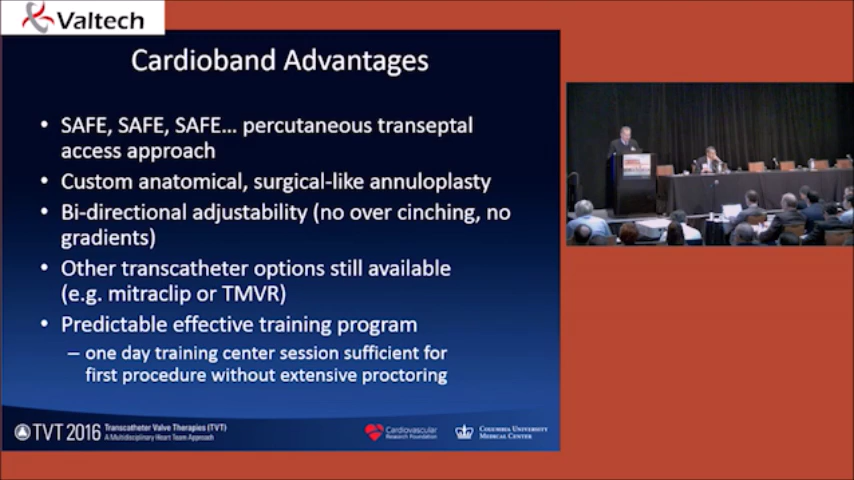 Valtech
Cardioband Advantages
• SAFE, SAFE, SAFE... percutaneous transeptal
access approach
• Custom anatomical, surgical-like annuloplasty
• Bi-directional adjustability (no over cinching, no
gradients)
• Other transcatheter options still available
(e.g. mitraclip or TMVR)
• Predictable effective training program
– one day training center session sufficient for
first procedure without extensive proctoring
TVT 2016
Transcatheter Valve Therapies (TVT)
A Multidisciplinary Heart Team Approach
Cardiovascular
Research Foundation
COLUMBIA UNIVERSITY
MEDICAL CENTER